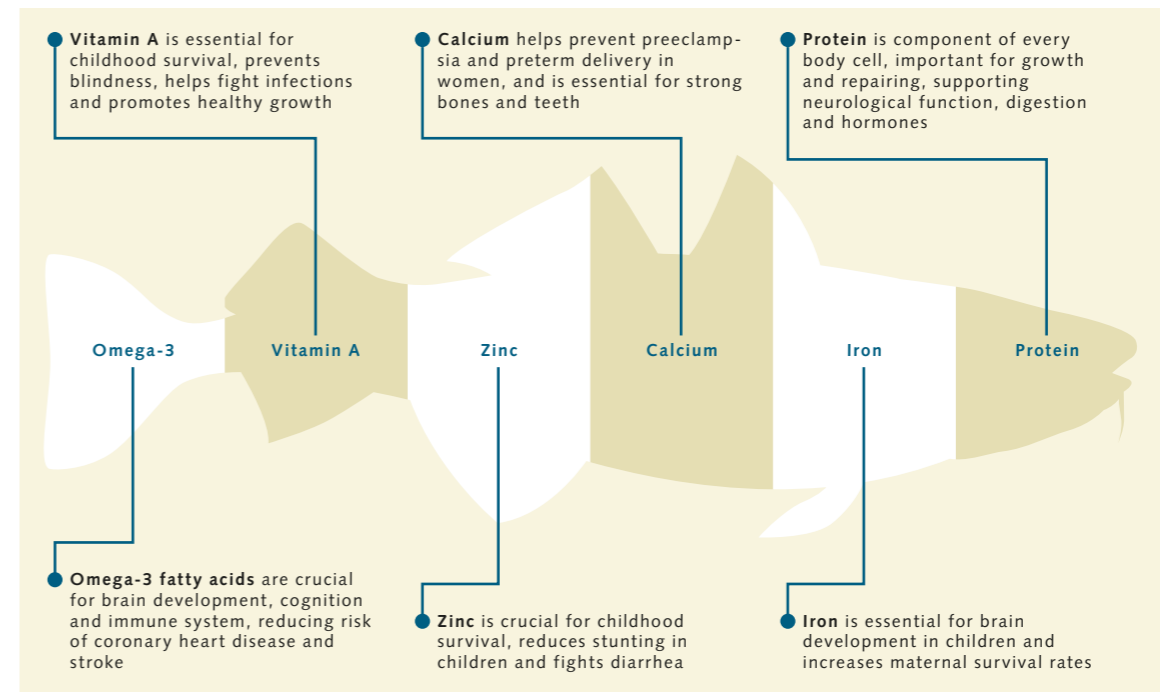 Vitamin A is essential for
childhood survival, prevents
blindness, helps fight infections
and promotes healthy growth
Calcium helps prevent preeclamp-
sia and preterm delivery in
women, and is essential for strong
bones and teeth
Protein is component of every
body cell, important for growth
and repairing, supporting
neurological function, digestion
and hormones
Omega-3
Vitamin A
Zinc
Calcium
Iron
Protein
Omega-3 fatty acids are crucial
for brain development, cognition
and immune system, reducing risk
of coronary heart disease and
stroke
Zinc is crucial for childhood
survival, reduces stunting in
children and fights diarrhea
Iron is essential for brain
development in children and
increases maternal survival rates